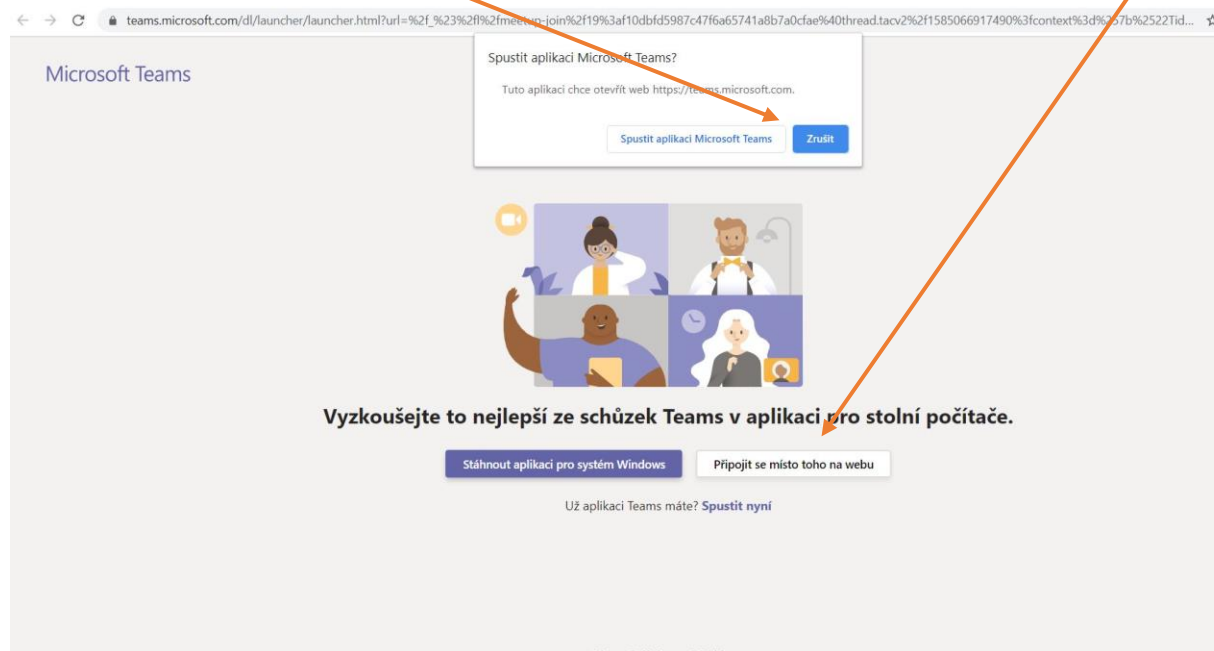 teams.microsoft.com/dl/launcher/launcher.html?url=%2f_%23%2fl%2fmeetup-join%2f19%3af10dbfd5987c47f6a65741a8b7a0cfae%40thread.tacv2%2f1585066917490%3fcontext%3d%257b%2522Tid...
Microsoft Teams
Spustit aplikaci Microsoft Teams?
Tuto aplikaci chce otevřít web https://teams.microsoft.com.
Spustit aplikaci Microsoft Teams Zrušit
Vyzkoušejte to nejlepší ze schůzek Teams v aplikaci pro stolní počítače.
Stáhnout aplikaci pro systém Windows Připojit se místo toho na webu
Už aplikaci Teams máte? Spustit nyní